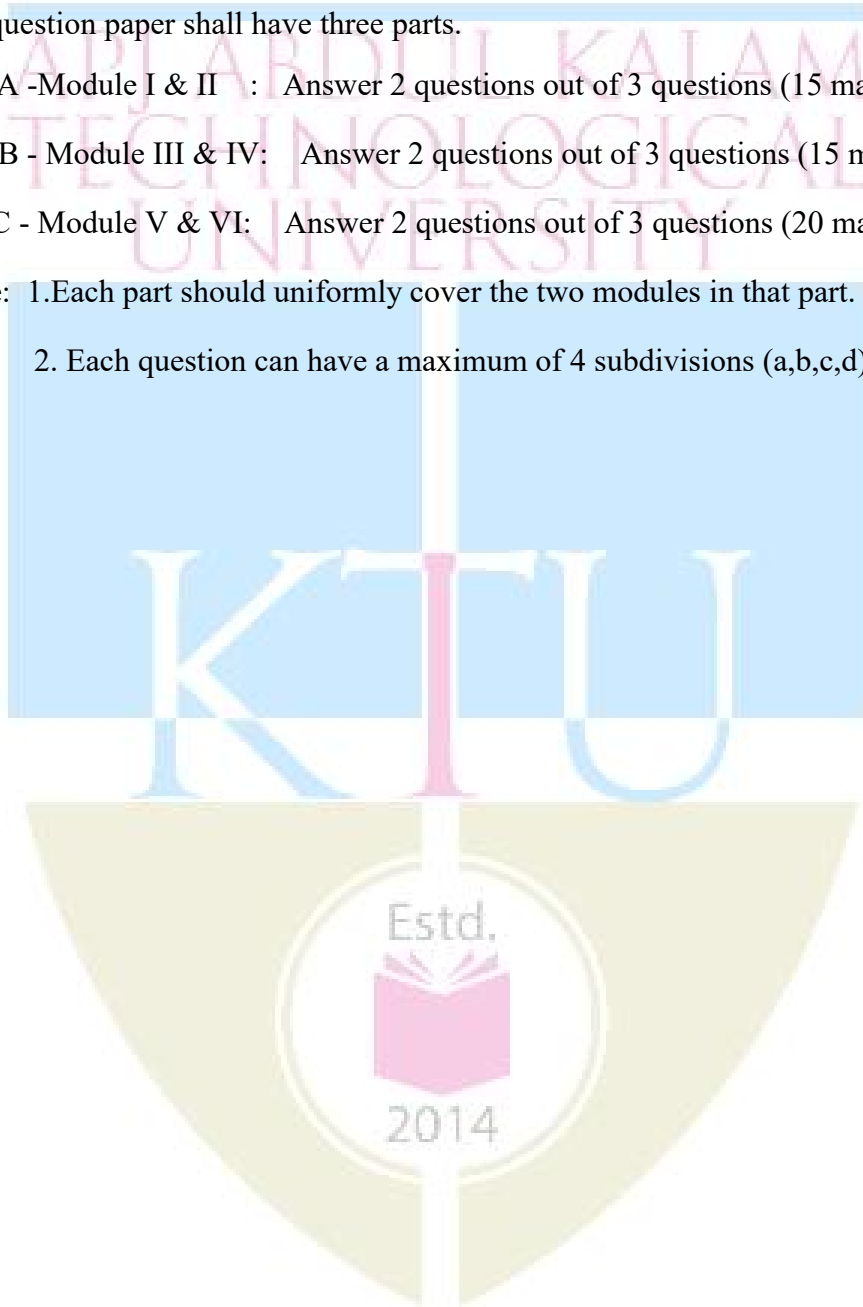 question paper shall have three parts.
APJ ABDUL KALAM
A -Module I & II : Answer 2 questions out of 3 questions (15 ma
TECHNOLOGICAL
B - Module III & IV: Answer 2 questions out of 3 questions (15 m
UNIVERSITY
C - Module V & VI: Answer 2 questions out of 3 questions (20 ma
e: 1.Each part should uniformly cover the two modules in that part.
2. Each question can have a maximum of 4 subdivisions (a,b,c,d)
KTU
Estd.
2014